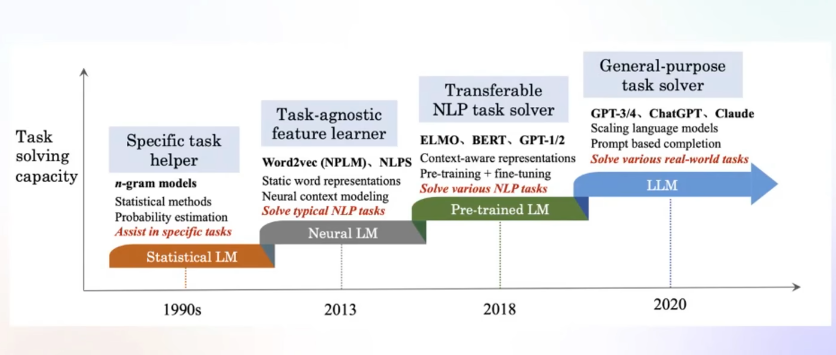 Task
solving
capacity
Specific task
helper
n-gram models
Statistical methods
Probability estimation
Assist in specific tasks
Statistical LM
1990s
Task-agnostic
feature learner
Word2vec (NPLM)、NLPS
Static word representations
Neural context modeling
Solve typical NLP tasks
Neural LM
2013
Transferable
NLP task solver
ELMO、BERT、GPT-1/2
Context-aware representations
Pre-training + fine-tuning
Solve various NLP tasks
Pre-trained LM
2018
General-purpose
task solver
GPT-3/4、ChatGPT、Claude
Scaling language models
Prompt based completion
Solve various real-world tasks
LLM
2020